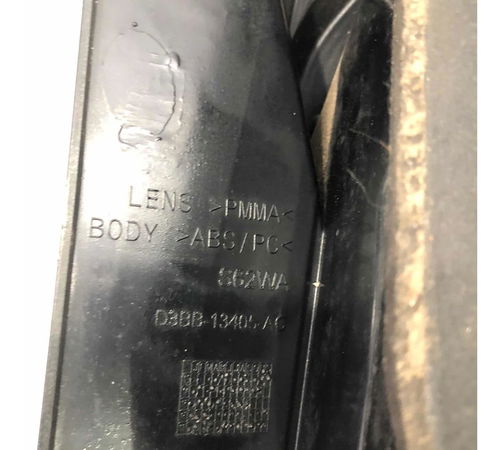 LENS >PMMA<
BODY >ABS/PC<
S62WA
D3BB-13405-AC